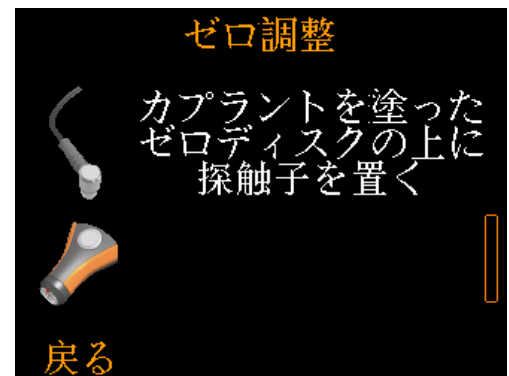 ゼロ調整
カプラントを塗った
ゼロディスクの上に
探触子を置く
戻る